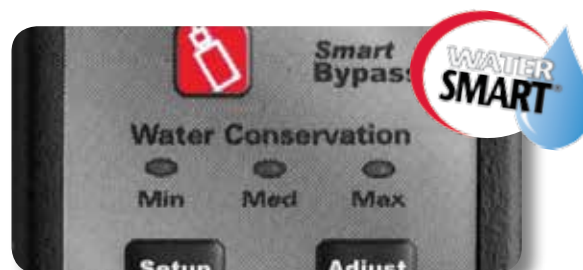 Smart
Bypass
WATER
SMART
Water Conservation
Min Med Max
Setup Adjust